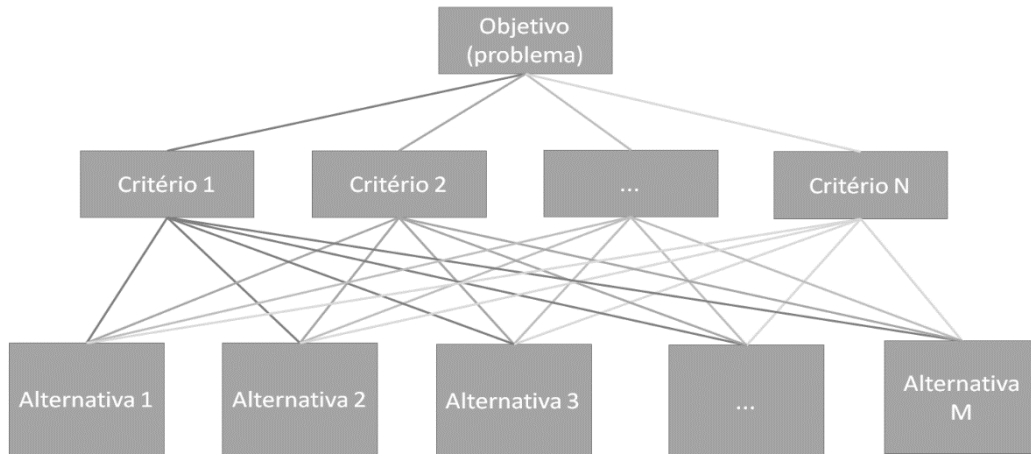 Objetivo
(problema)
Critério 1
Critério 2
...
Critério N
Alternativa 1
Alternativa 2
Alternativa 3
...
Alternativa
M